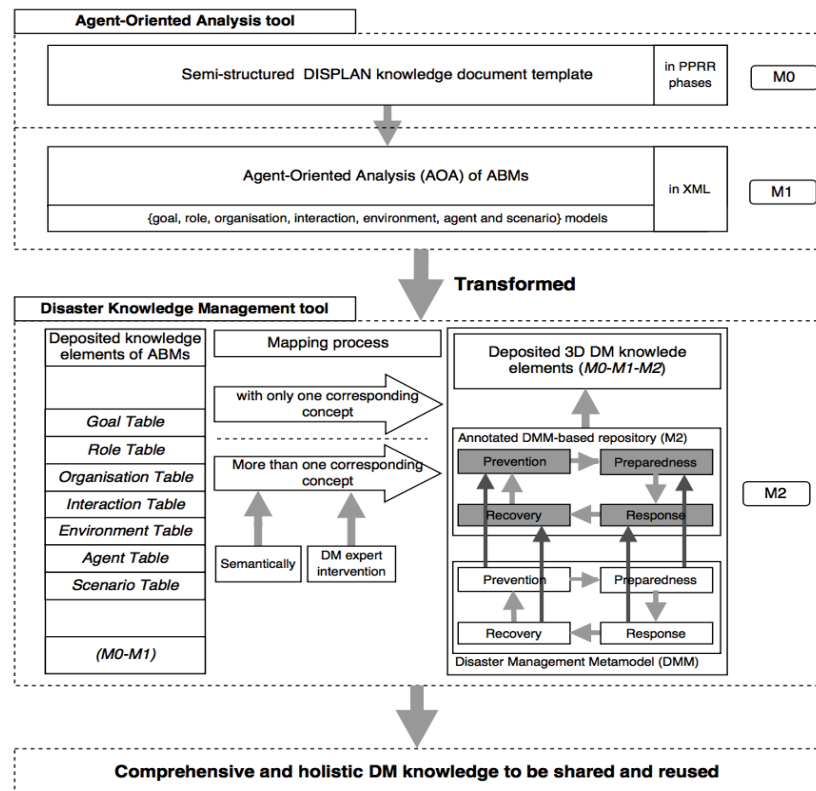 Agent-Oriented Analysis tool
Semi-structured DISPLAN knowledge document template
in PPRR
phases
M0
Agent-Oriented Analysis (AOA) of ABMs
in XML
M1
{goal, role, organisation, interaction, environment, agent and scenario} models
Transformed
Disaster Knowledge Management tool
Deposited knowledge
elements of ABMs
Goal Table
Role Table
Organisation Table
Interaction Table
Environment Table
Agent Table
Scenario Table
(M0-M1)
Mapping process
with only one corresponding
concept
More than one corresponding
concept
Semantically
DM expert
intervention
Deposited 3D DM knowlede
elements (M0-M1-M2)
Annotated DMM-based repository (M2)
Prevention
Preparedness
Recovery
Response
Prevention
Preparedness
Recovery
Response
Disaster Management Metamodel (DMM)
M2
Comprehensive and holistic DM knowledge to be shared and reused